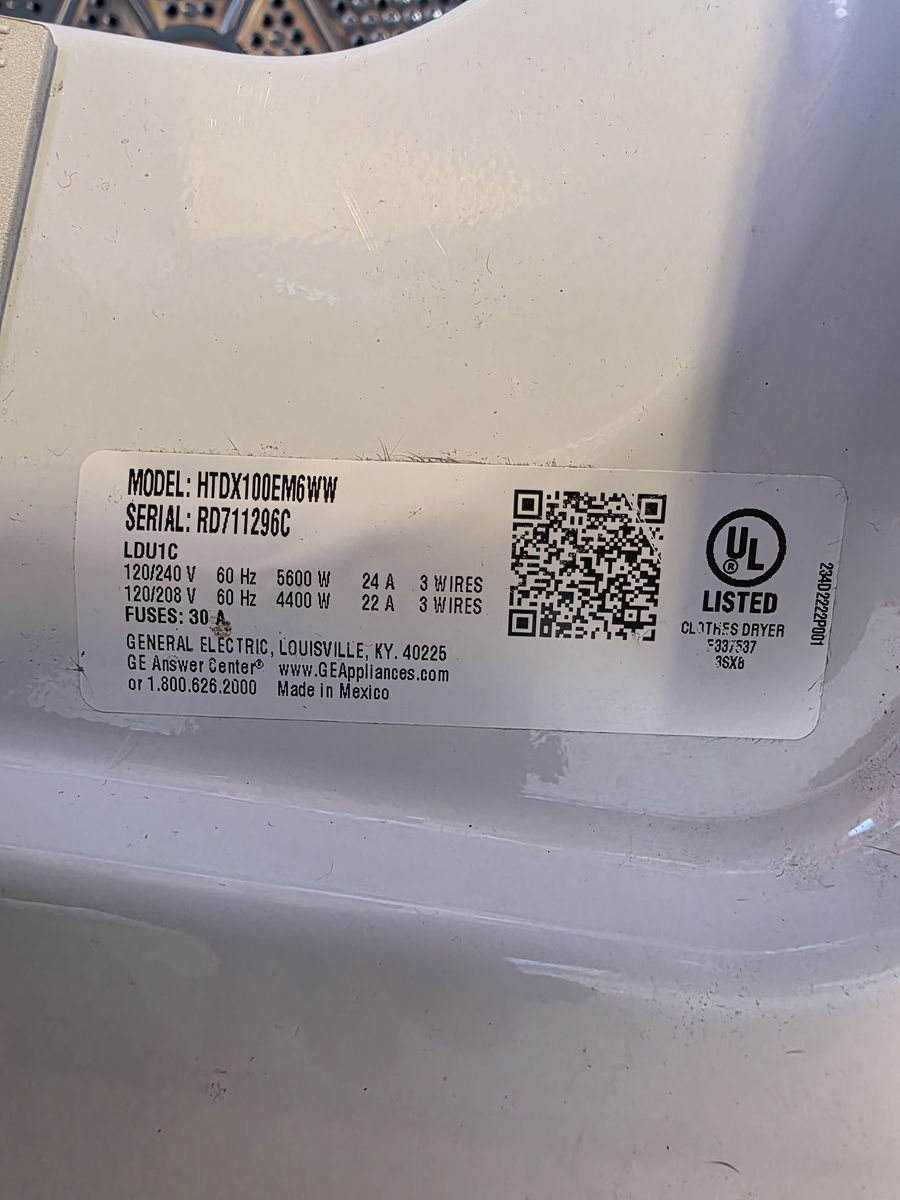 MODEL: HTDX100EM6WW
SERIAL: RD711296C
LDU1C
120/240 V 60 Hz 5600 W 24 A 3 WIRES
120/208 V 60 Hz 4400 W 22 A 3 WIRES
FUSES: 30 A
GENERAL ELECTRIC, LOUISVILLE, KY. 40225
GE Answer Center® www.GEAppliances.com
or 1.800.626.2000 Made in Mexico
UL ®
LISTED
CLOTHES DRYER
E337537
3SX8
234D2222P001